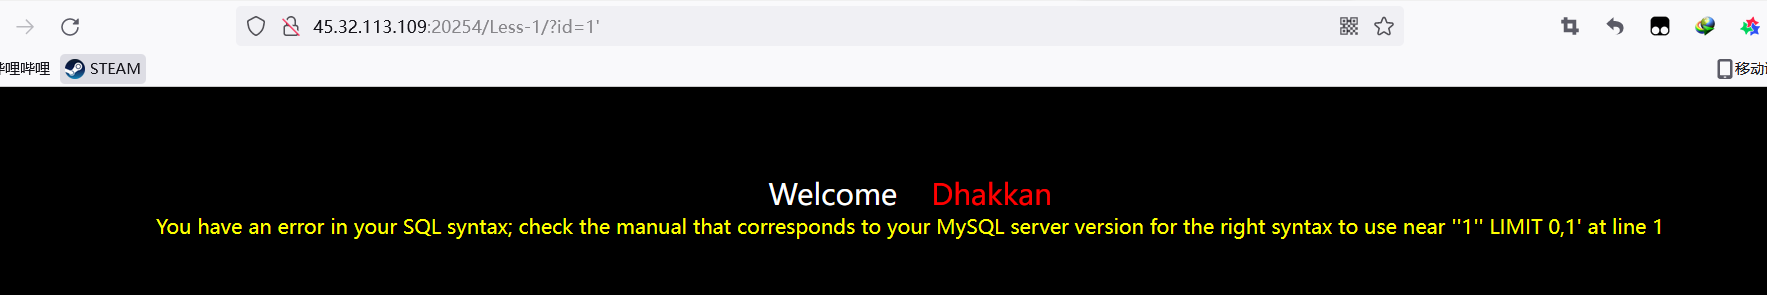 45.32.113.109:20254/Less-1/?id=1'
哔哩哔哩 STEAM 移动设
Welcome Dhakkan
You have an error in your SQL syntax; check the manual that corresponds to your MySQL server version for the right syntax to use near ''1'' LIMIT 0,1' at line 1